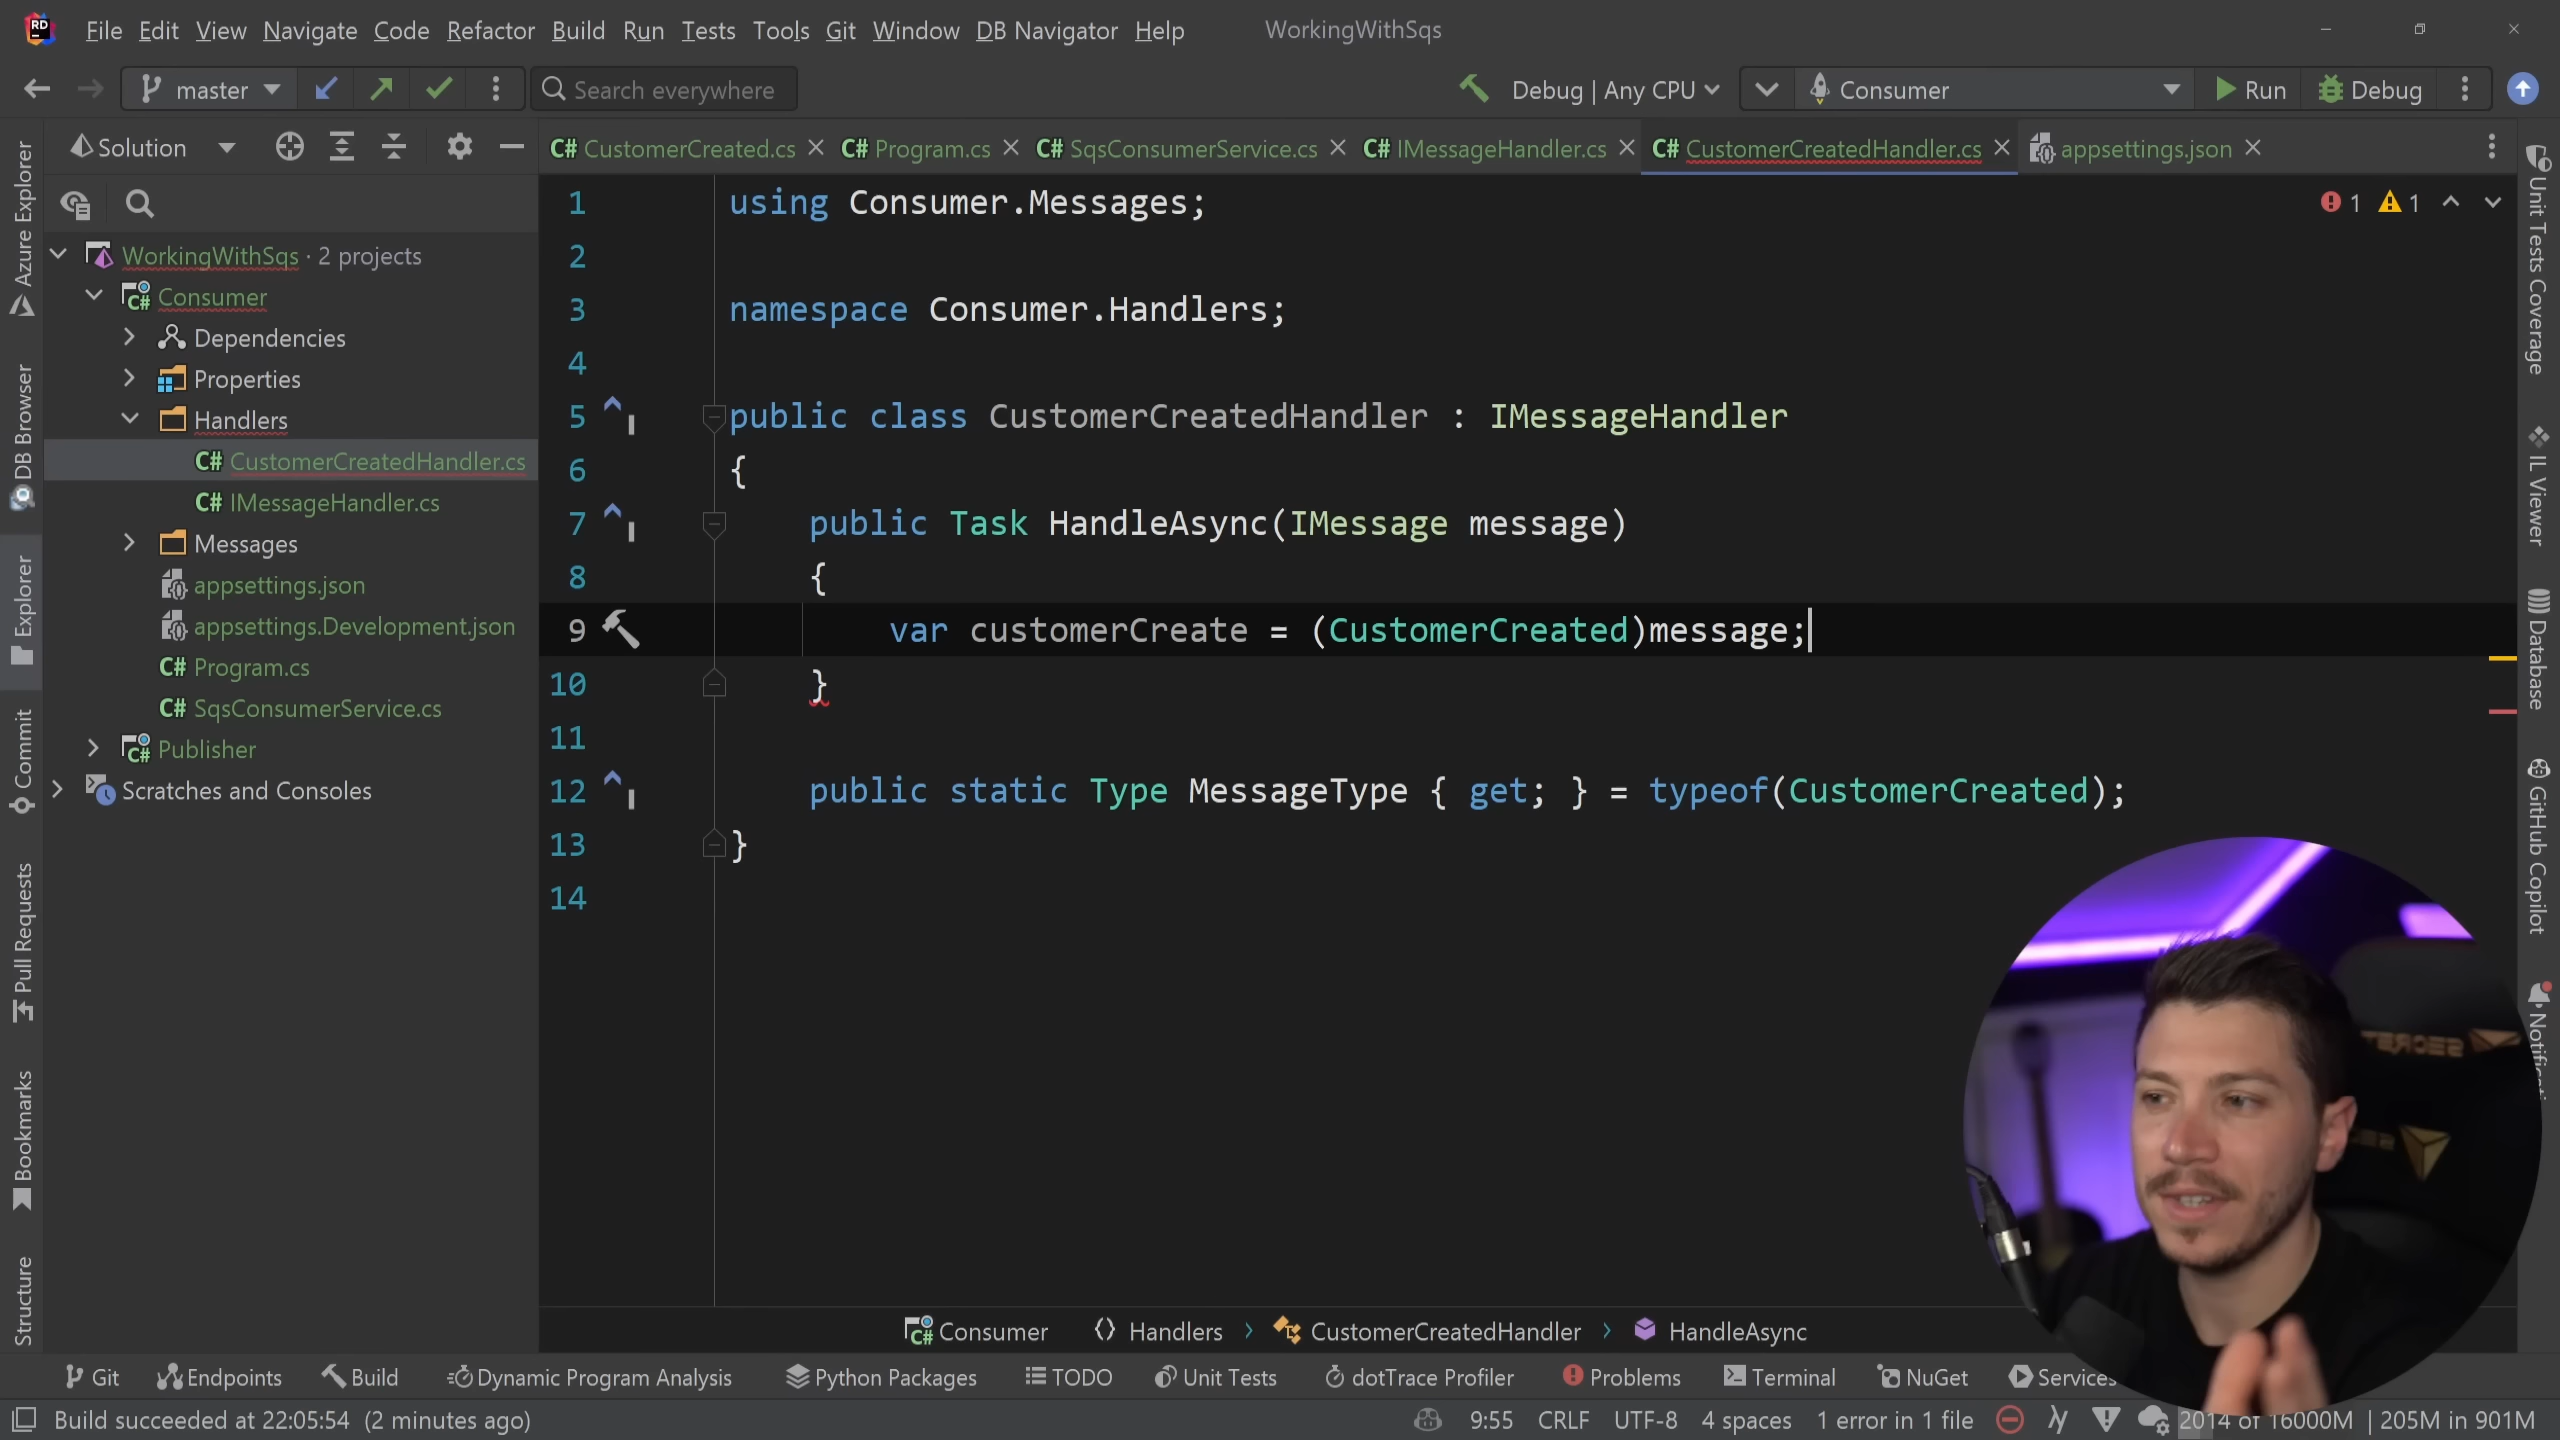 File Edit View Navigate Code Refactor Build Run Tests Tools Git Window DB Navigator Help WorkingWithSqs
master Search everywhere Debug | Any CPU Consumer Run Debug
Solution
CustomerCreated.cs Program.cs SqsConsumerService.cs IMessageHandler.cs CustomerCreatedHandler.cs appsettings.json
WorkingWithSqs · 2 projects
Consumer
Dependencies
Properties
Handlers
C# CustomerCreatedHandler.cs
C# IMessageHandler.cs
Messages
appsettings.json
appsettings.Development.json
C# Program.cs
C# SqsConsumerService.cs
Publisher
Scratches and Consoles
Azure Explorer
DB Browser
Explorer
Commit
Pull Requests
Bookmarks
Structure
1 using Consumer.Messages;
2
3 namespace Consumer.Handlers;
4
5 public class CustomerCreatedHandler : IMessageHandler
6 {
7 public Task HandleAsync(IMessage message)
8 {
9 var customerCreate = (CustomerCreated)message;
10 }
11
12 public static Type MessageType { get; } = typeof(CustomerCreated);
13 }
14
1 1
Unit Tests Coverage
IL Viewer
Database
GitHub Copilot
SECRET
Consumer Handlers CustomerCreatedHandler HandleAsync
Git Endpoints Build Dynamic Program Analysis Python Packages TODO Unit Tests dotTrace Profiler Problems Terminal NuGet Services
Build succeeded at 22:05:54 (2 minutes ago) 9:55 CRLF UTF-8 4 spaces 1 error in 1 file 2014 of 16000M 205M in 901M